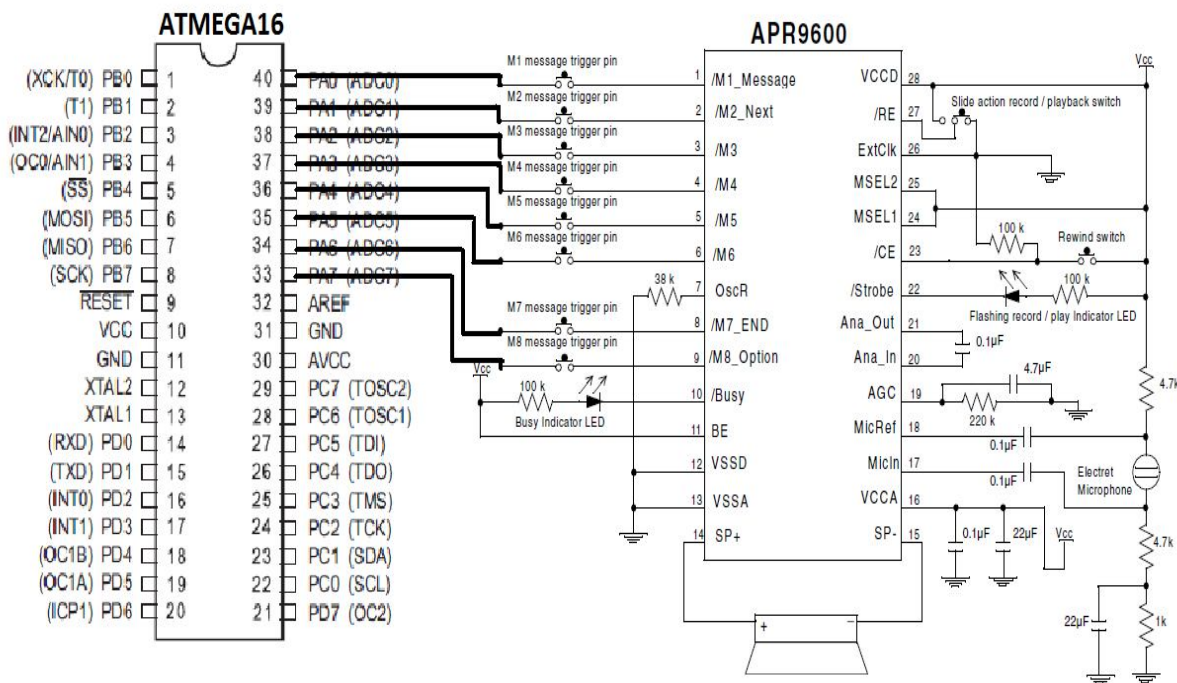 ATMEGA16
(XCK/T0) PB0 1
(T1) PB1 2
(INT2/AIN0) PB2 3
(OC0/AIN1) PB3 4
(SS) PB4 5
(MOSI) PB5 6
(MISO) PB6 7
(SCK) PB7 8
RESET 9
VCC 10
GND 11
XTAL2 12
XTAL1 13
(RXD) PD0 14
(TXD) PD1 15
(INT0) PD2 16
(INT1) PD3 17
(OC1B) PD4 18
(OC1A) PD5 19
(ICP1) PD6 20
40 PA0 (ADC0)
39 PA1 (ADC1)
38 PA2 (ADC2)
37 PA3 (ADC3)
36 PA4 (ADC4)
35 PA5 (ADC5)
34 PA6 (ADC6)
33 PA7 (ADC7)
32 AREF
31 GND
30 AVCC
29 PC7 (TOSC2)
28 PC6 (TOSC1)
27 PC5 (TDI)
26 PC4 (TDO)
25 PC3 (TMS)
24 PC2 (TCK)
23 PC1 (SDA)
22 PC0 (SCL)
21 PD7 (OC2)
M1 message trigger pin
M2 message trigger pin
M3 message trigger pin
M4 message trigger pin
M5 message trigger pin
M6 message trigger pin
38 k
M7 message trigger pin
M8 message trigger pin
Vcc
100 k
Busy Indicator LED
APR9600
1 /M1_Message
2 /M2_Next
3 /M3
4 /M4
5 /M5
6 /M6
7 OscR
8 /M7_END
9 /M8_Option
10 /Busy
11 BE
12 VSSD
13 VSSA
14 SP+
VCCD 28
/RE 27
ExtClk 26
MSEL2 25
MSEL1 24
/CE 23
/Strobe 22
Ana_Out 21
Ana_In 20
AGC 19
MicRef 18
MicIn 17
VCCA 16
SP- 15
+ −
Vcc
Slide action record / playback switch
100 k
Rewind switch
100 k
Flashing record / play Indicator LED
0.1µF
4.7µF
220 k
4.7k
0.1µF
0.1µF
Electret
Microphone
0.1µF
22µF
Vcc
4.7k
22µF
1k